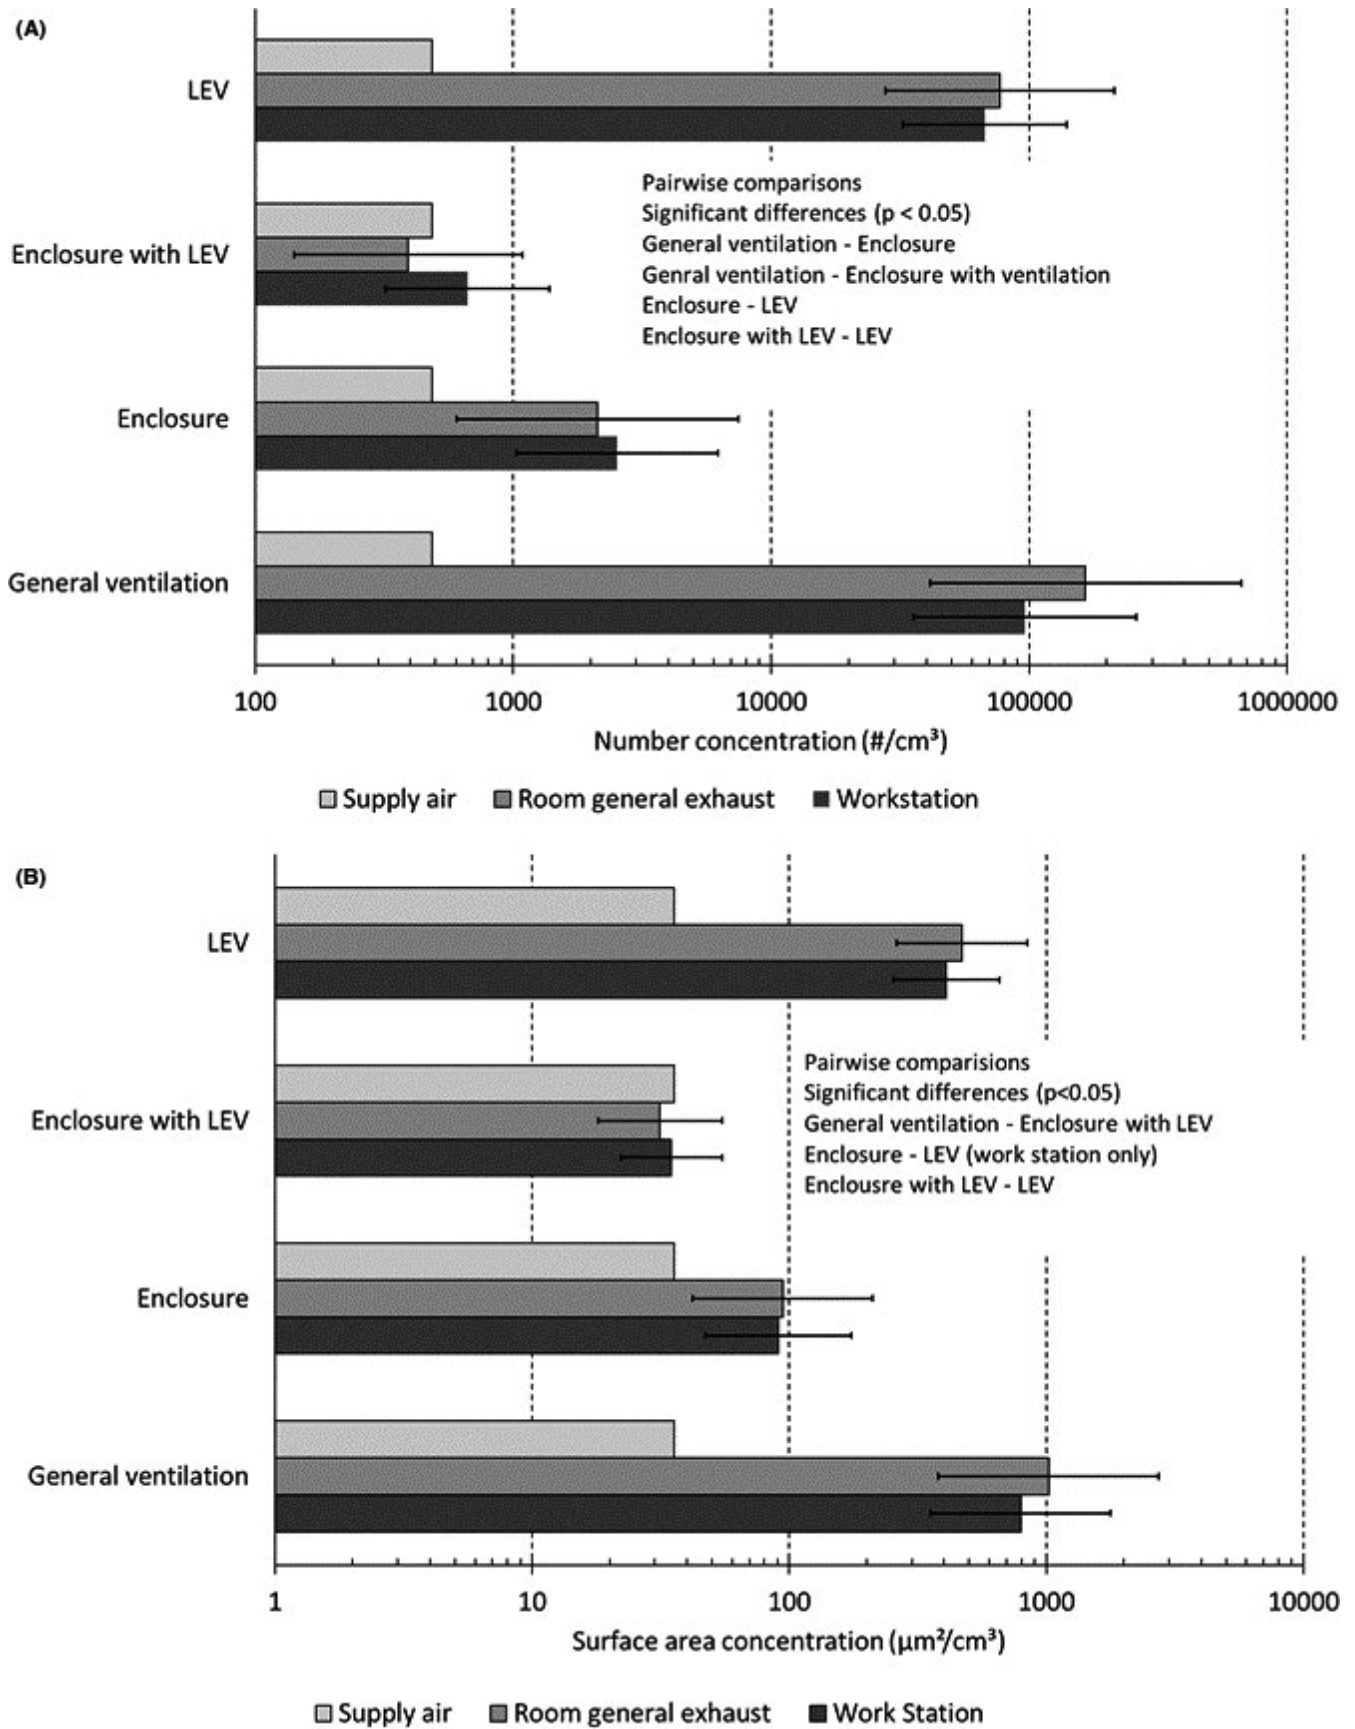 (A)
LEV
Enclosure with LEV
Enclosure
General ventilation
Pairwise comparisons
Significant differences (p < 0.05)
General ventilation - Enclosure
Genral ventilation - Enclosure with ventilation
Enclosure - LEV
Enclosure with LEV - LEV
100 1000 10000 100000 1000000
Number concentration (#/cm³)
Supply air Room general exhaust Workstation
(B)
LEV
Enclosure with LEV
Enclosure
General ventilation
Pairwise comparisions
Significant differences (p<0.05)
General ventilation - Enclosure with LEV
Enclosure - LEV (work station only)
Enclousre with LEV - LEV
1 10 100 1000 10000
Surface area concentration (µm²/cm³)
Supply air Room general exhaust Work Station